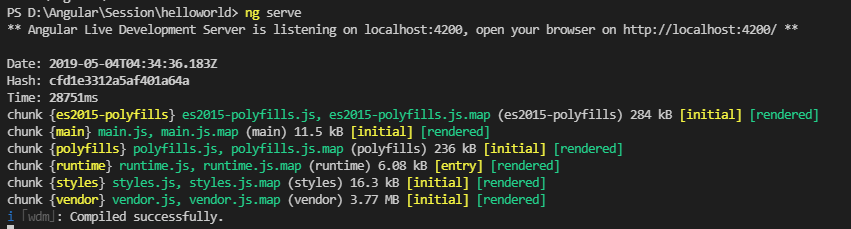 PS D:\Angular\Session\helloworld> ng serve
** Angular Live Development Server is listening on localhost:4200, open your browser on http://localhost:4200/ **
Date: 2019-05-04T04:34:36.183Z
Hash: cfd1e3312a5af401a64a
Time: 28751ms
chunk {es2015-polyfills} es2015-polyfills.js, es2015-polyfills.js.map (es2015-polyfills) 284 kB [initial] [rendered]
chunk {main} main.js, main.js.map (main) 11.5 kB [initial] [rendered]
chunk {polyfills} polyfills.js, polyfills.js.map (polyfills) 236 kB [initial] [rendered]
chunk {runtime} runtime.js, runtime.js.map (runtime) 6.08 kB [entry] [rendered]
chunk {styles} styles.js, styles.js.map (styles) 16.3 kB [initial] [rendered]
chunk {vendor} vendor.js, vendor.js.map (vendor) 3.77 MB [initial] [rendered]
i ｢wdm｣: Compiled successfully.